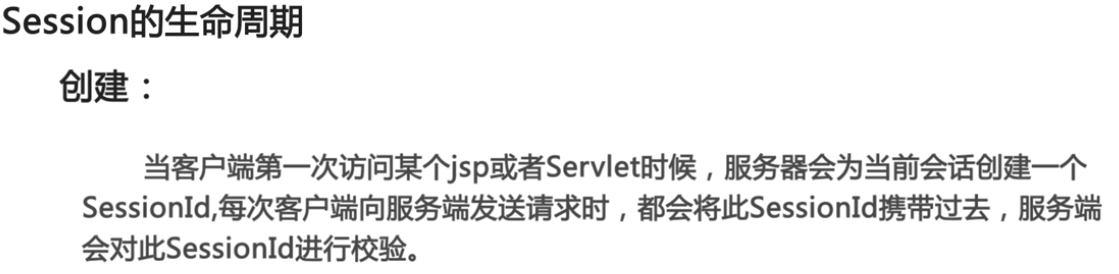 Session的生命周期
创建：
当客户端第一次访问某个jsp或者Servlet时候，服务器会为当前会话创建一个
SessionId,每次客户端向服务端发送请求时，都会将此SessionId携带过去，服务端
会对此SessionId进行校验。